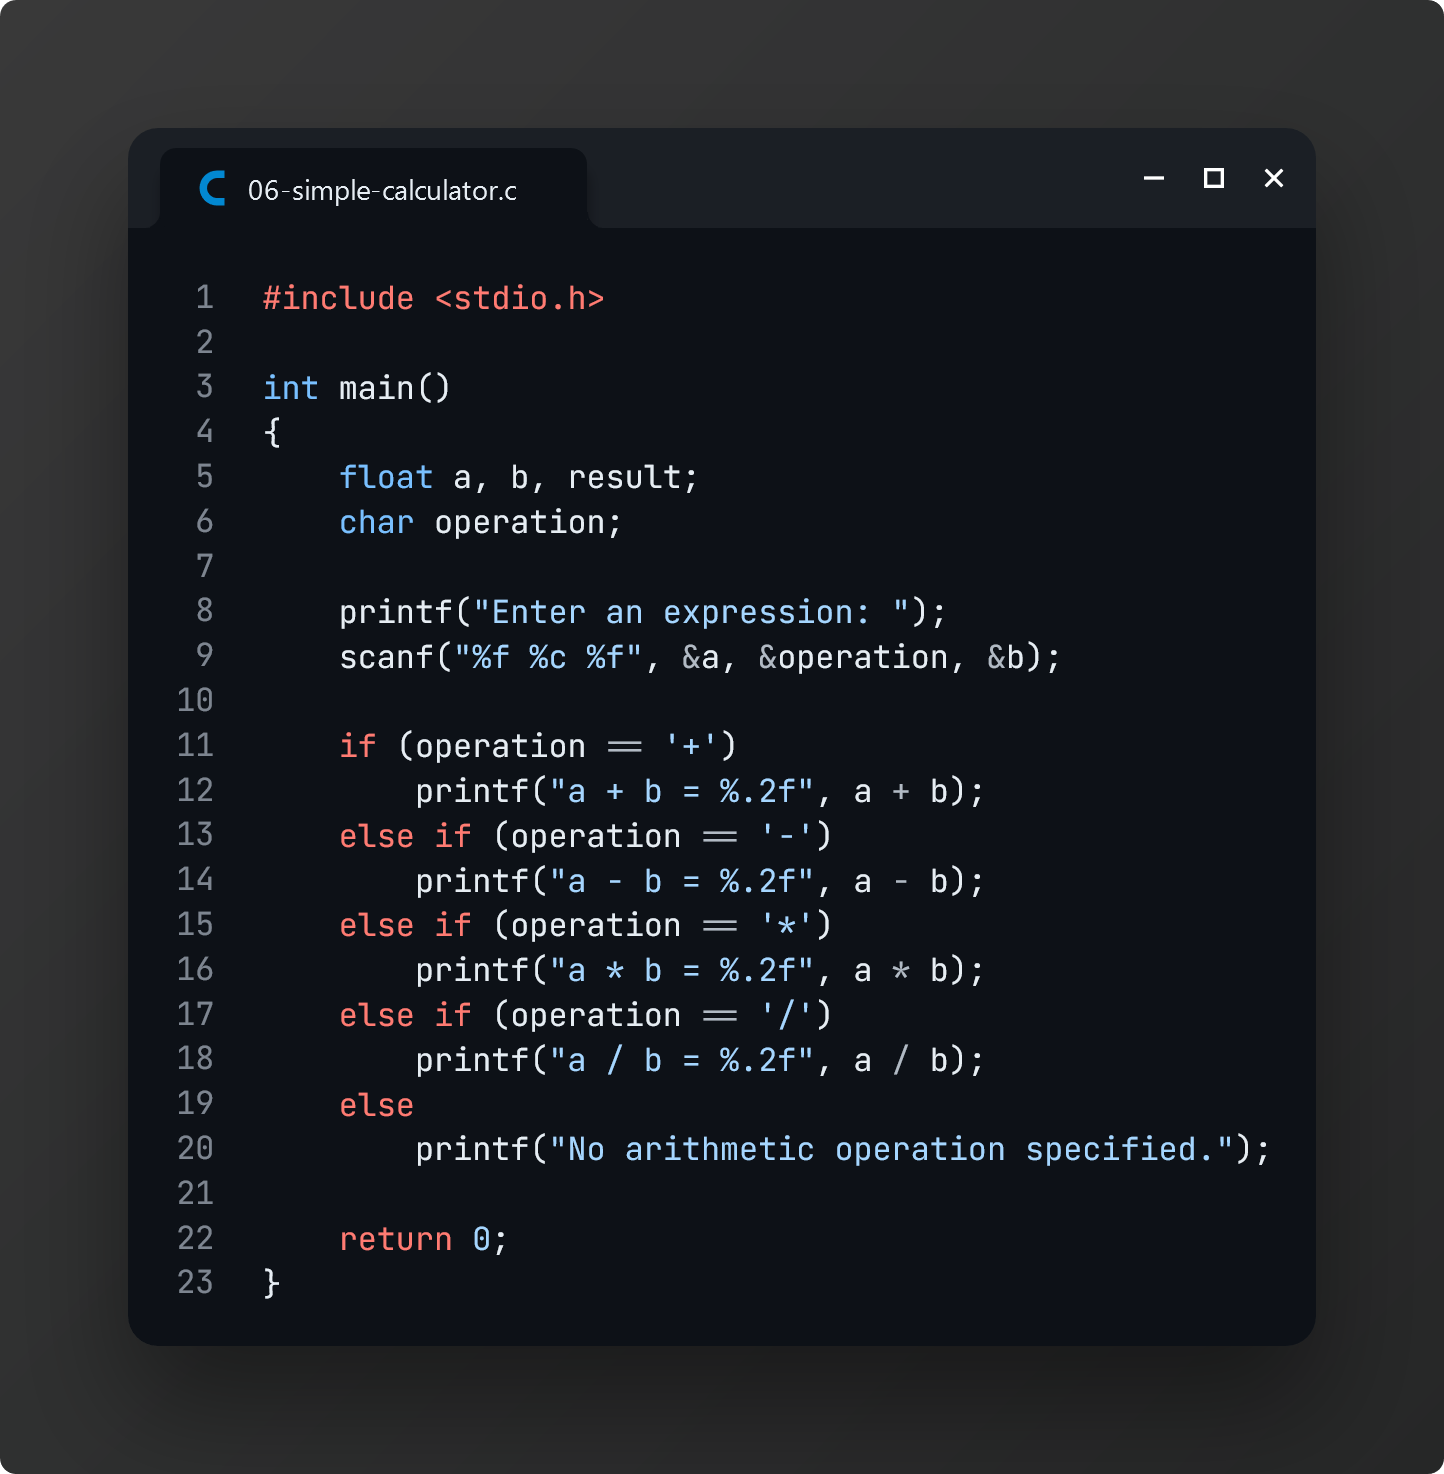 06-simple-calculator.c
1 #include <stdio.h>
2
3 int main()
4 {
5     float a, b, result;
6     char operation;
7
8     printf("Enter an expression: ");
9     scanf("%f %c %f", &a, &operation, &b);
10
11     if (operation == '+')
12         printf("a + b = %.2f", a + b);
13     else if (operation == '-')
14         printf("a - b = %.2f", a - b);
15     else if (operation == '*')
16         printf("a * b = %.2f", a * b);
17     else if (operation == '/')
18         printf("a / b = %.2f", a / b);
19     else
20         printf("No arithmetic operation specified.");
21
22     return 0;
23 }